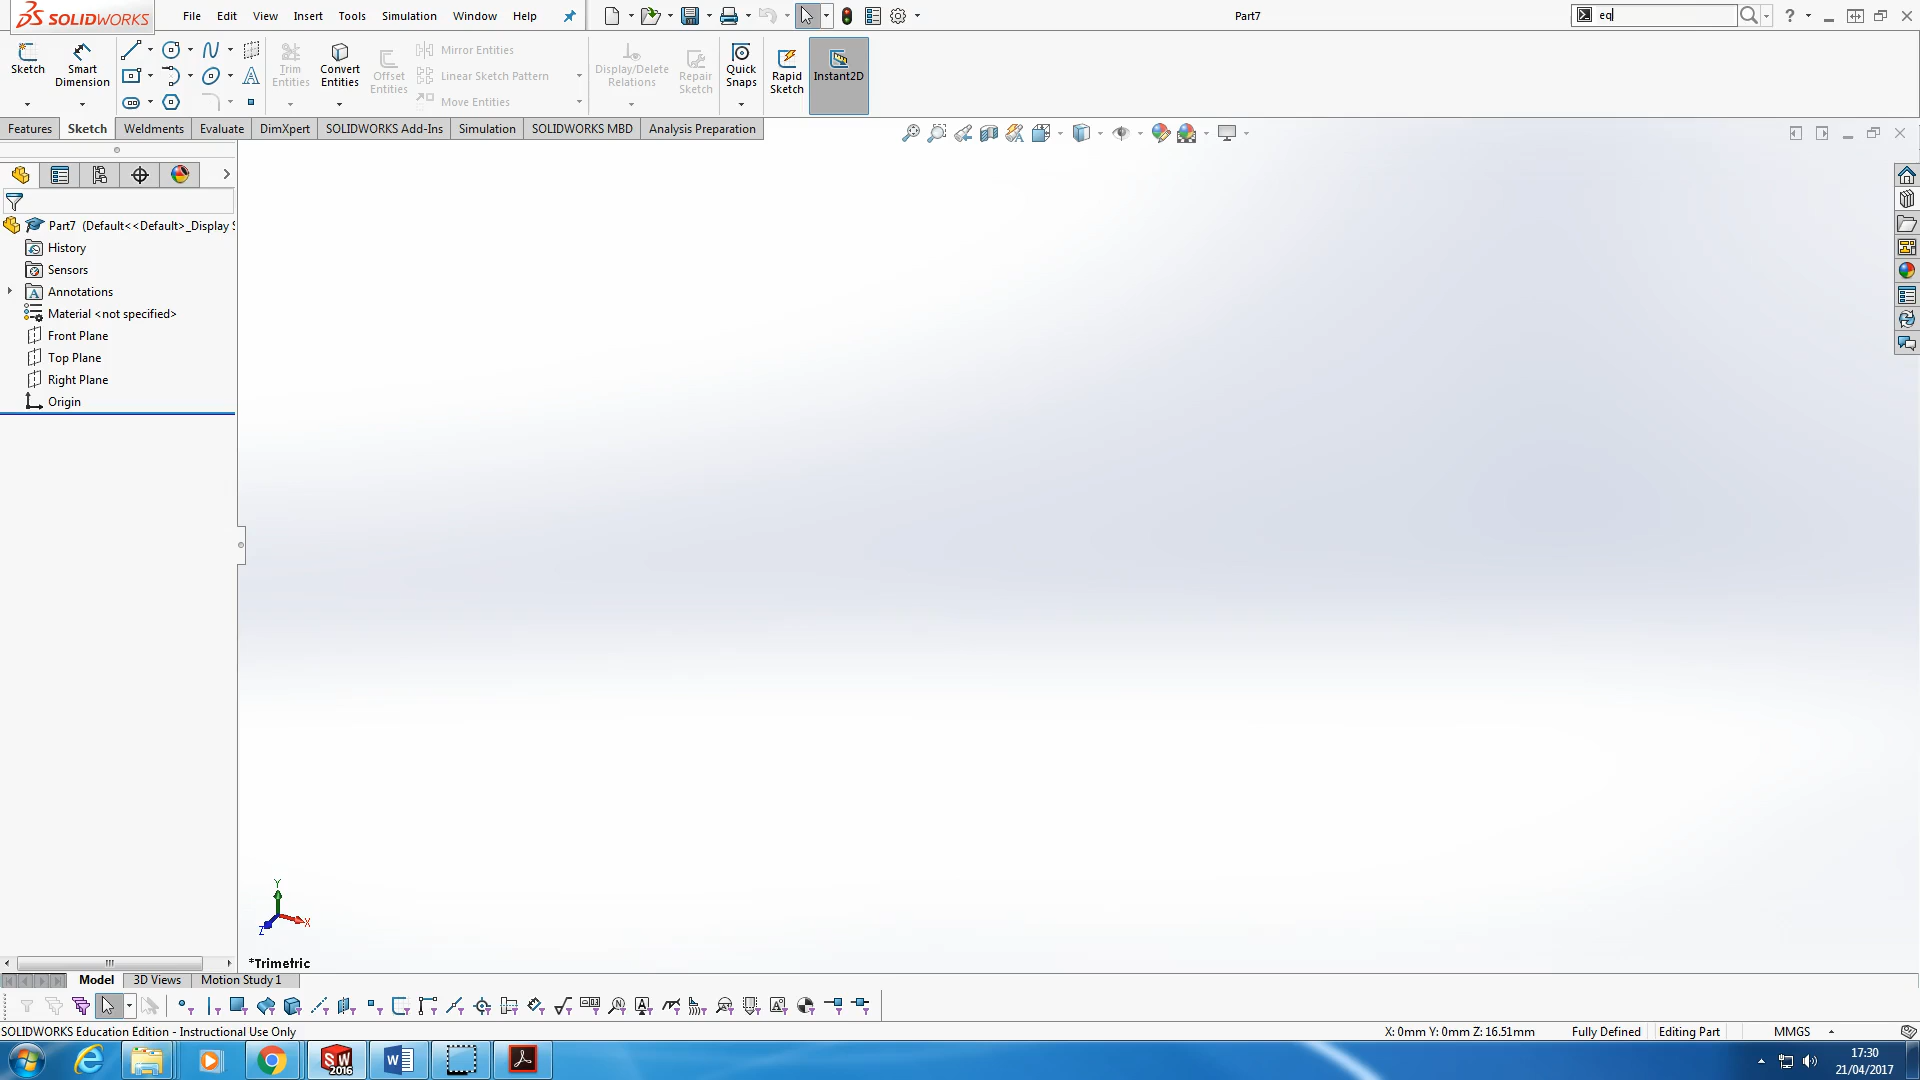 SOLIDWORKS
File Edit View Insert Tools Simulation Window Help
Part7
eq
Sketch
Smart Dimension
Trim Entities
Convert Entities
Offset Entities
Mirror Entities
Linear Sketch Pattern
Move Entities
Display/Delete Relations
Repair Sketch
Quick Snaps
Rapid Sketch
Instant2D
Features Sketch Weldments Evaluate DimXpert SOLIDWORKS Add-Ins Simulation SOLIDWORKS MBD Analysis Preparation
Part7 (Default<<Default>_Display S
History
Sensors
Annotations
Material <not specified>
Front Plane
Top Plane
Right Plane
Origin
Y
X
Z
*Trimetric
Model 3D Views Motion Study 1
SOLIDWORKS Education Edition - Instructional Use Only
X: 0mm Y: 0mm Z: 16.51mm Fully Defined Editing Part MMGS
SW 2016
17:30
21/04/2017